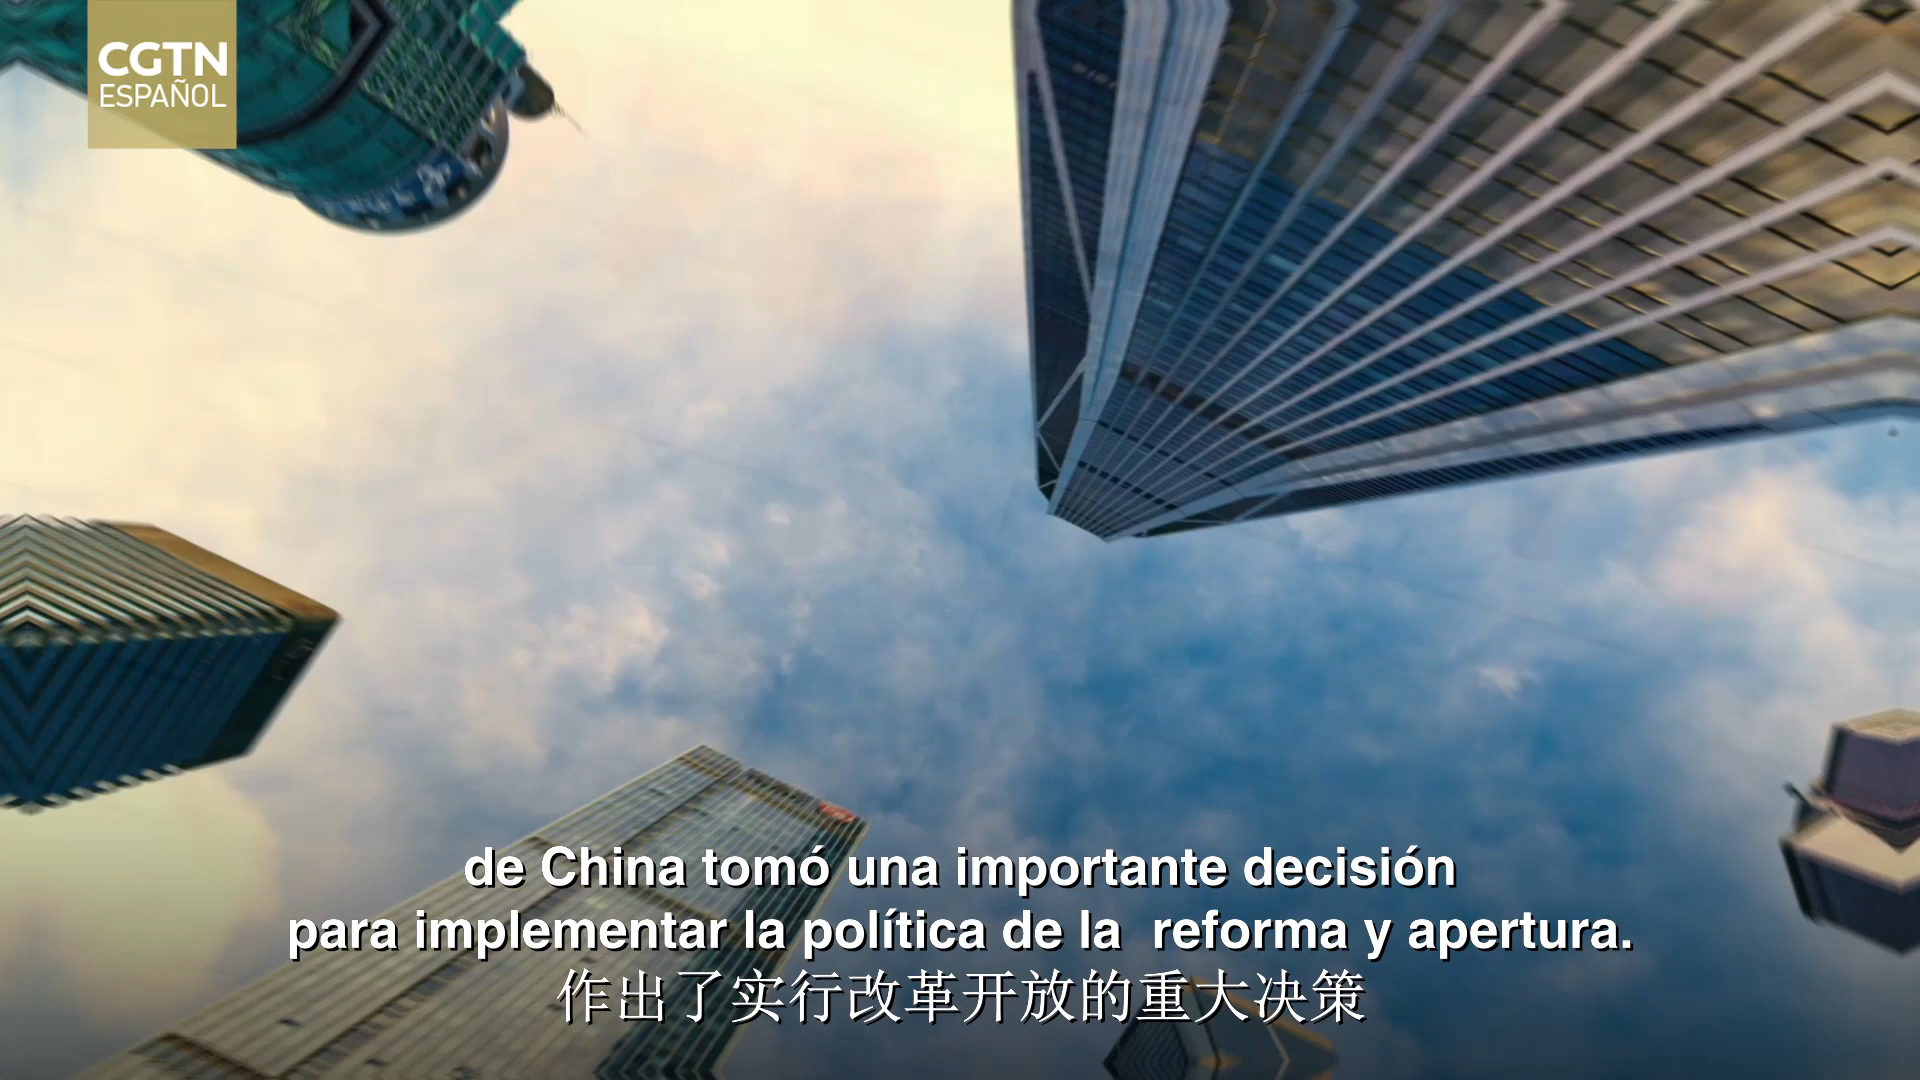 CGTN
ESPAÑOL
de China tomó una importante decisión
para implementar la política de la  reforma y apertura.
作出了实行改革开放的重大决策